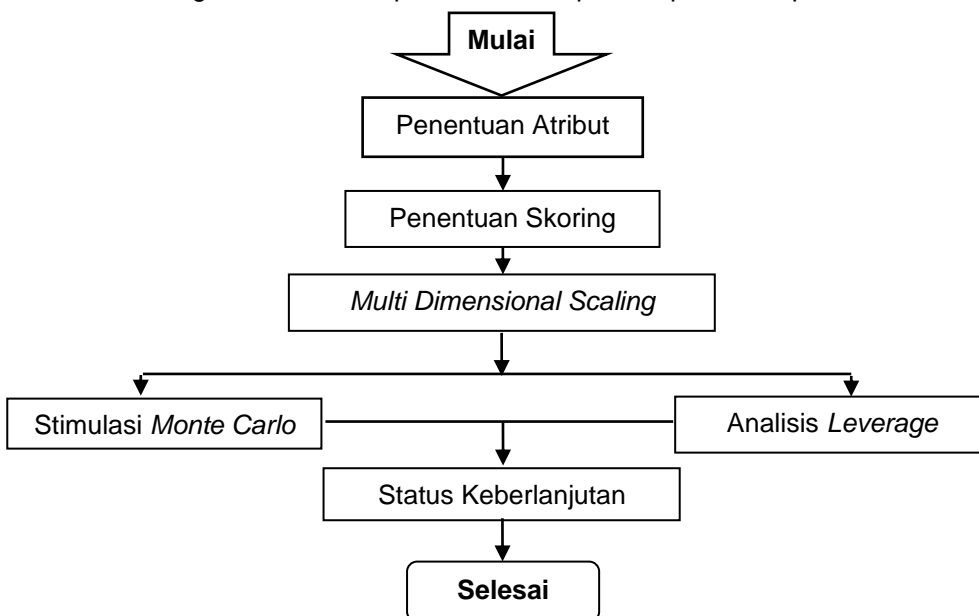 Mulai
Penentuan Atribut
Penentuan Skoring
Multi Dimensional Scaling
Stimulasi Monte Carlo
Analisis Leverage
Status Keberlanjutan
Selesai